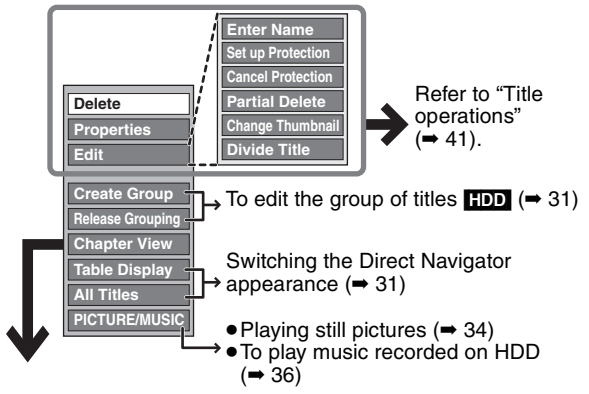 Enter Name
Set up Protection
Cancel Protection
Partial Delete
Change Thumbnail
Divide Title
Delete
Properties
Edit
Refer to “Title
operations”
(➡ 41).
Create Group
Release Grouping
To edit the group of titles HDD (➡ 31)
Chapter View
Table Display
All Titles
Switching the Direct Navigator
appearance (➡ 31)
PICTURE/MUSIC
●Playing still pictures (➡ 34)
●To play music recorded on HDD
(➡ 36)